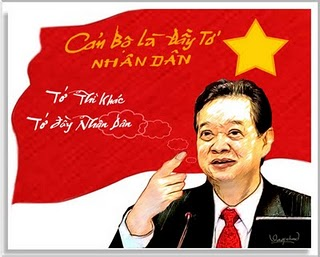 Cán Bộ Là Đầy Tớ
NHÂN DÂN
Tớ Thì Khác
Tớ Đầy Nhân Dân